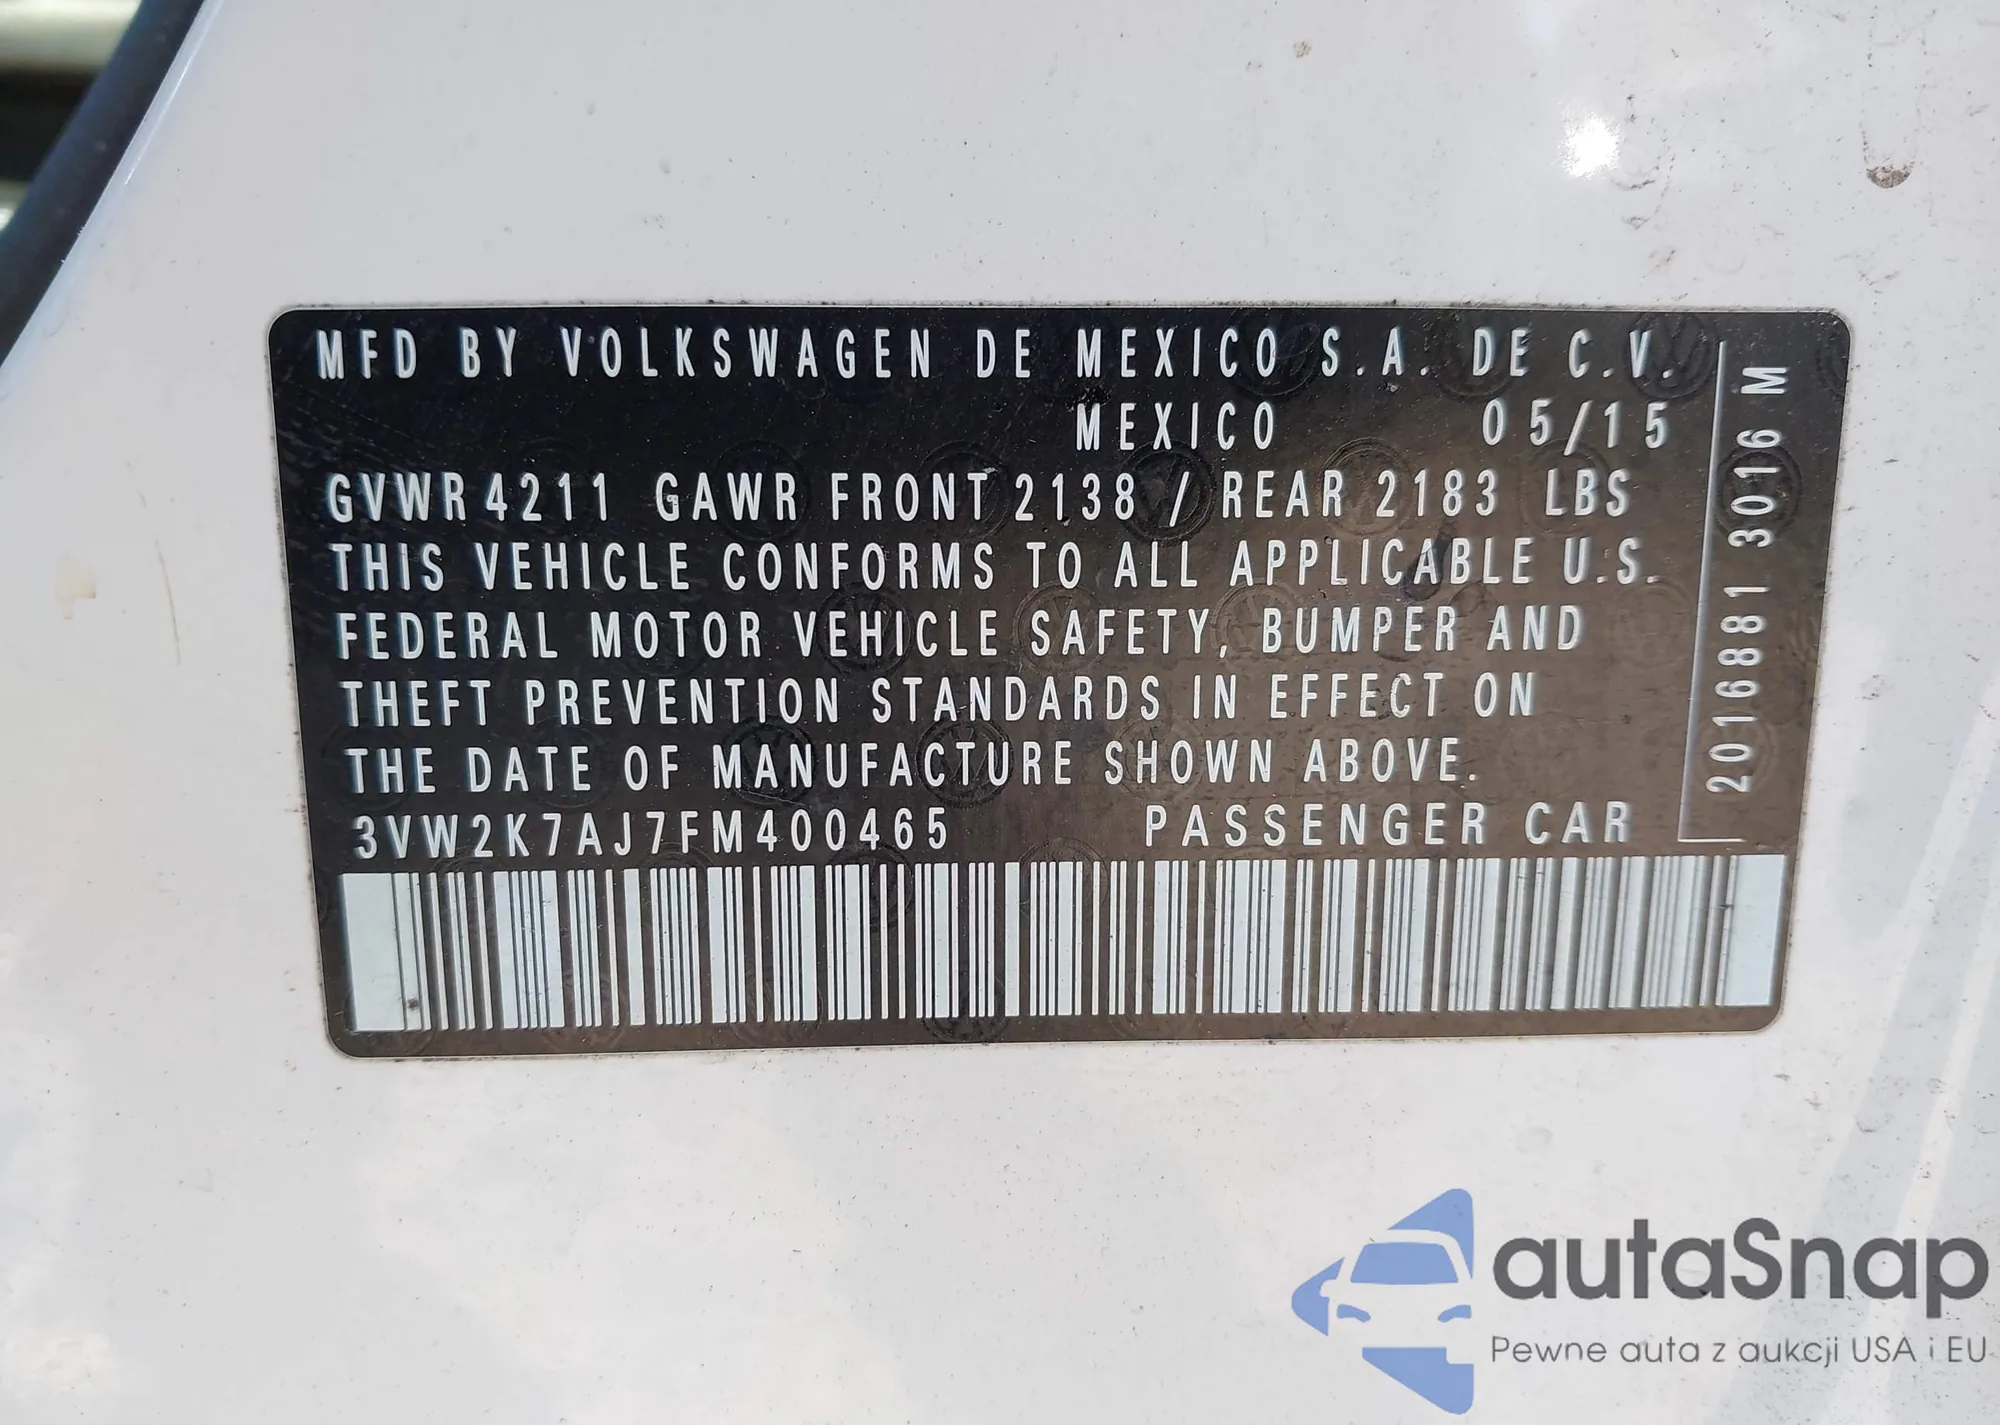 MFD BY VOLKSWAGEN DE MEXICO S.A. DE C.V.
MEXICO 05/15
GVWR 4211 GAWR FRONT 2138 / REAR 2183 LBS
THIS VEHICLE CONFORMS TO ALL APPLICABLE U.S.
FEDERAL MOTOR VEHICLE SAFETY, BUMPER AND
THEFT PREVENTION STANDARDS IN EFFECT ON
THE DATE OF MANUFACTURE SHOWN ABOVE.
3VW2K7AJ7FM400465 PASSENGER CAR
2016881 3016 M
autaSnap
Pewne auta z aukcji USA i EU